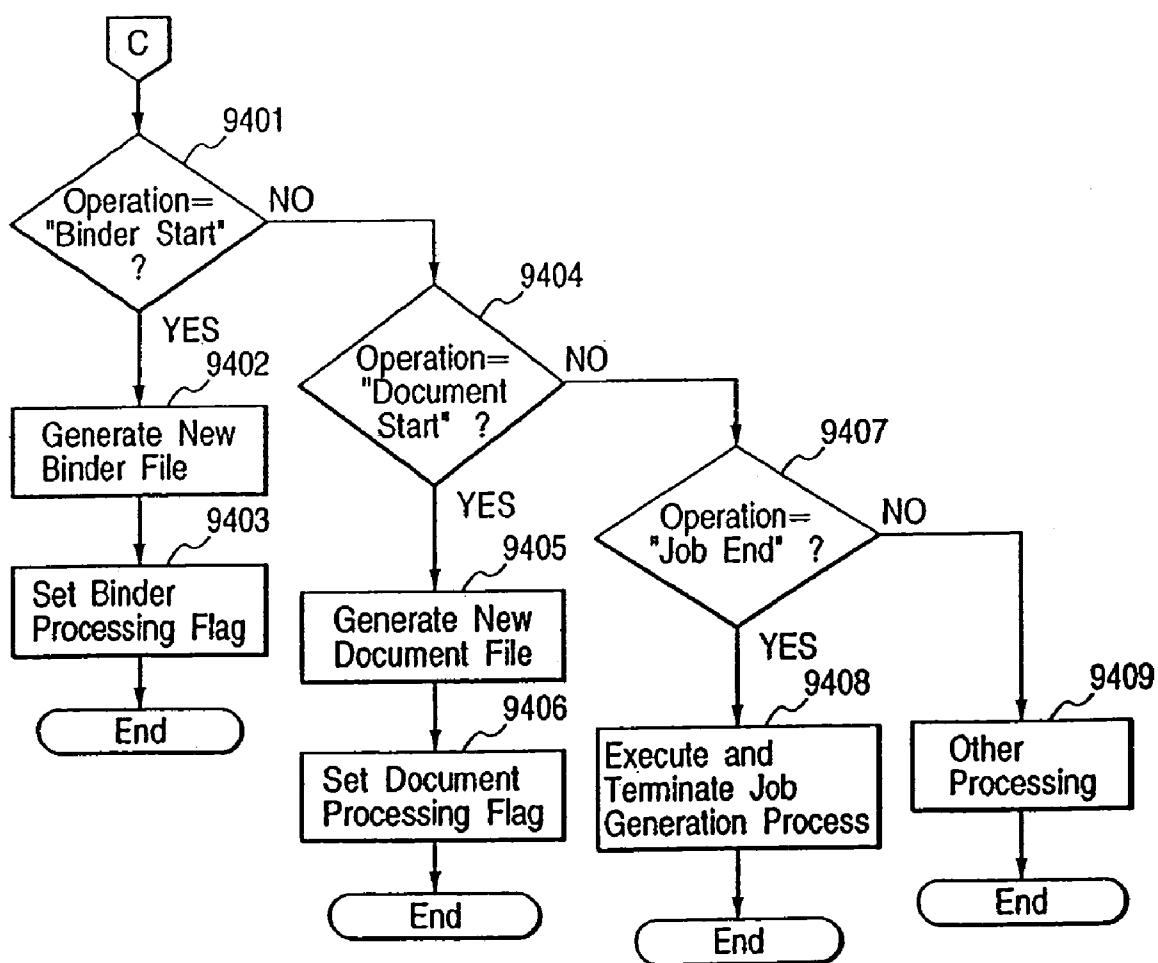 C
9401
Operation=
"Binder Start"
?
NO
YES
9402
Generate New
Binder File
9403
Set Binder
Processing Flag
End
9404
Operation=
"Document
Start" ?
NO
YES
9405
Generate New
Document File
9406
Set Document
Processing Flag
End
9407
Operation=
"Job End" ?
NO
YES
9408
Execute and
Terminate Job
Generation Process
End
9409
Other
Processing
End